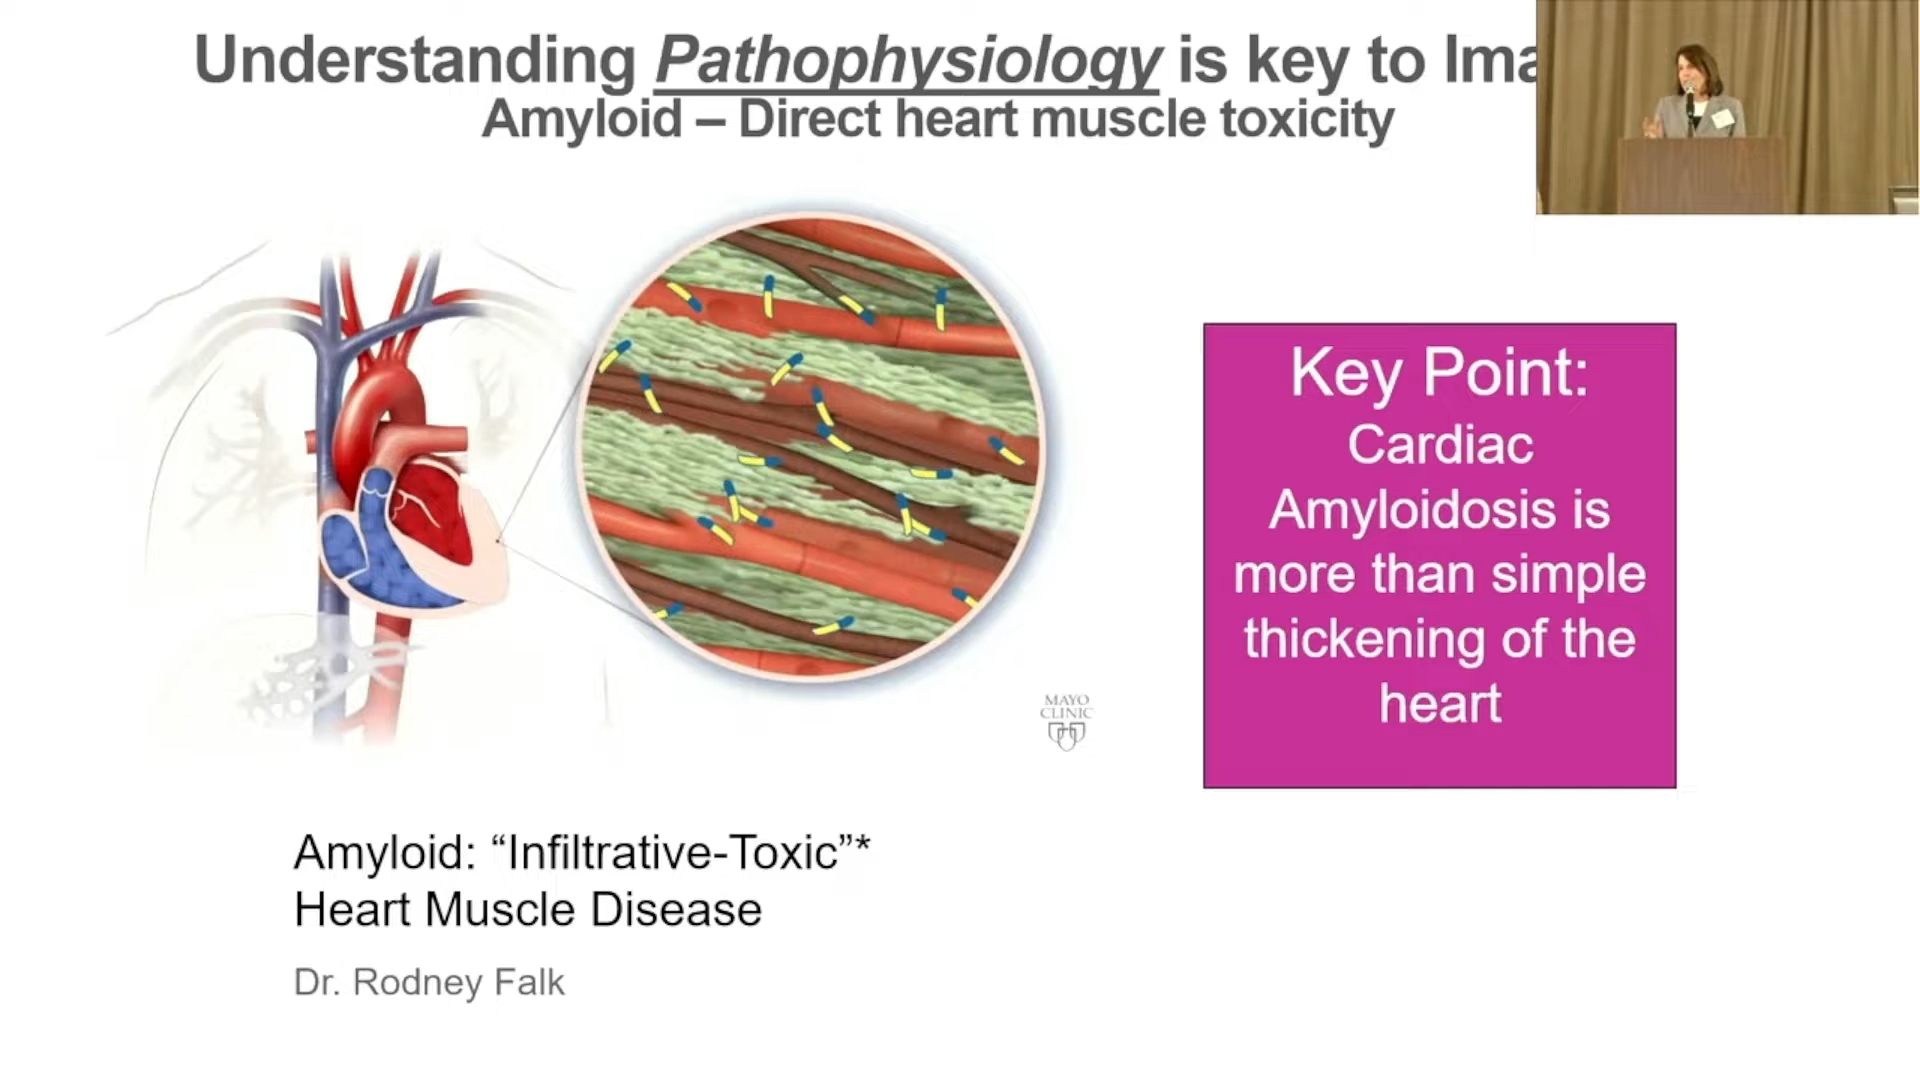 Understanding Pathophysiology is key to
Amyloid – Direct heart muscle toxicity
Key Point:
Cardiac
Amyloidosis is
more than simple
thickening of the
heart
MAYO
CLINIC
Amyloid: “Infiltrative-Toxic”*
Heart Muscle Disease
Dr. Rodney Falk